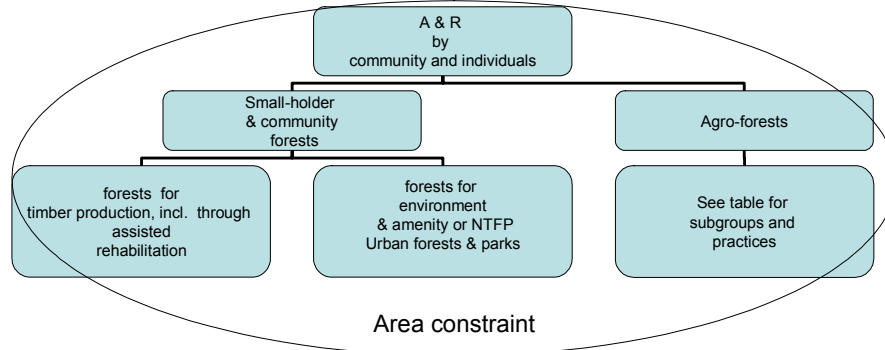 A & R
by
community and individuals
Small-holder
& community
forests
Agro-forests
forests for
timber production, incl. through
assisted
rehabilitation
forests for
environment
& amenity or NTFP
Urban forests & parks
See table for
subgroups and
practices
Area constraint